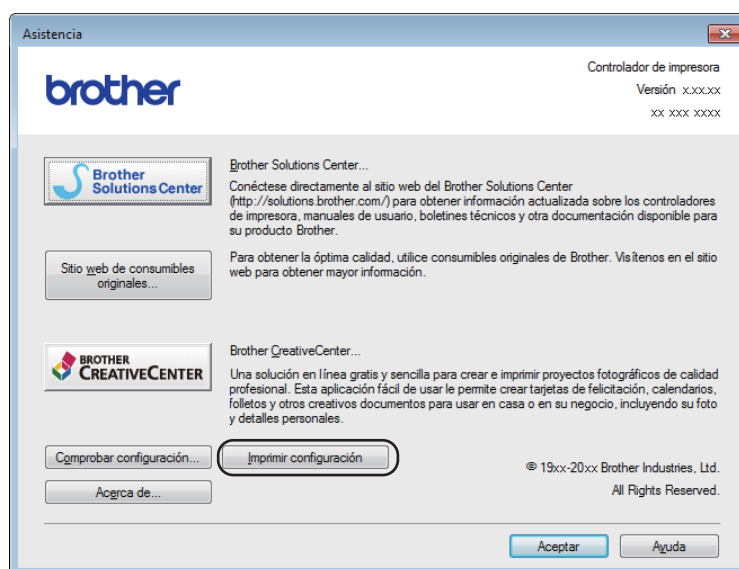 Asistencia
brother
Controlador de impresora
Versión x.xx.xx
xx xxx xxxx
Brother
Solutions Center
Brother Solutions Center...
Conéctese directamente al sitio web del Brother Solutions Center
(http://solutions.brother.com/) para obtener información actualizada sobre los controladores
de impresora, manuales de usuario, boletines técnicos y otra documentación disponible para
su producto Brother.
Sitio web de consumibles
originales...
Para obtener la óptima calidad, utilice consumibles originales de Brother. Visítenos en el sitio
web para obtener mayor información.
BROTHER
CREATIVECENTER
Brother CreativeCenter...
Una solución en línea gratis y sencilla para crear e imprimir proyectos fotográficos de calidad
profesional. Esta aplicación fácil de usar le permite crear tarjetas de felicitación, calendarios,
folletos y otros creativos documentos para usar en casa o en su negocio, incluyendo su foto
y detalles personales.
Comprobar configuración...
Imprimir configuración
© 19xx-20xx Brother Industries, Ltd.
Acerca de...
All Rights Reserved.
Aceptar
Ayuda